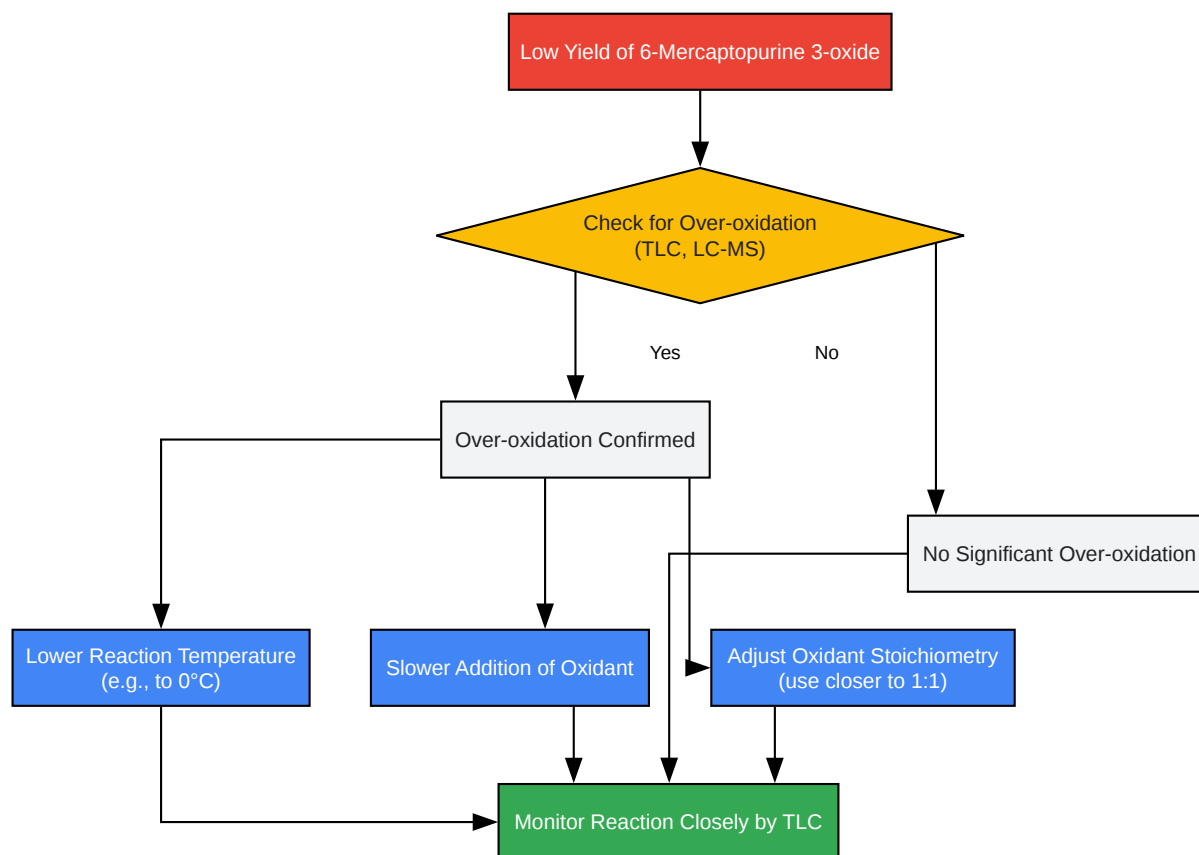 Low Yield of 6-Mercaptopurine 3-oxide
Check for Over-oxidation
(TLC, LC-MS)
Yes
No
Over-oxidation Confirmed
No Significant Over-oxidation
Lower Reaction Temperature
(e.g., to 0°C)
Slower Addition of Oxidant
Adjust Oxidant Stoichiometry
(use closer to 1:1)
Monitor Reaction Closely by TLC